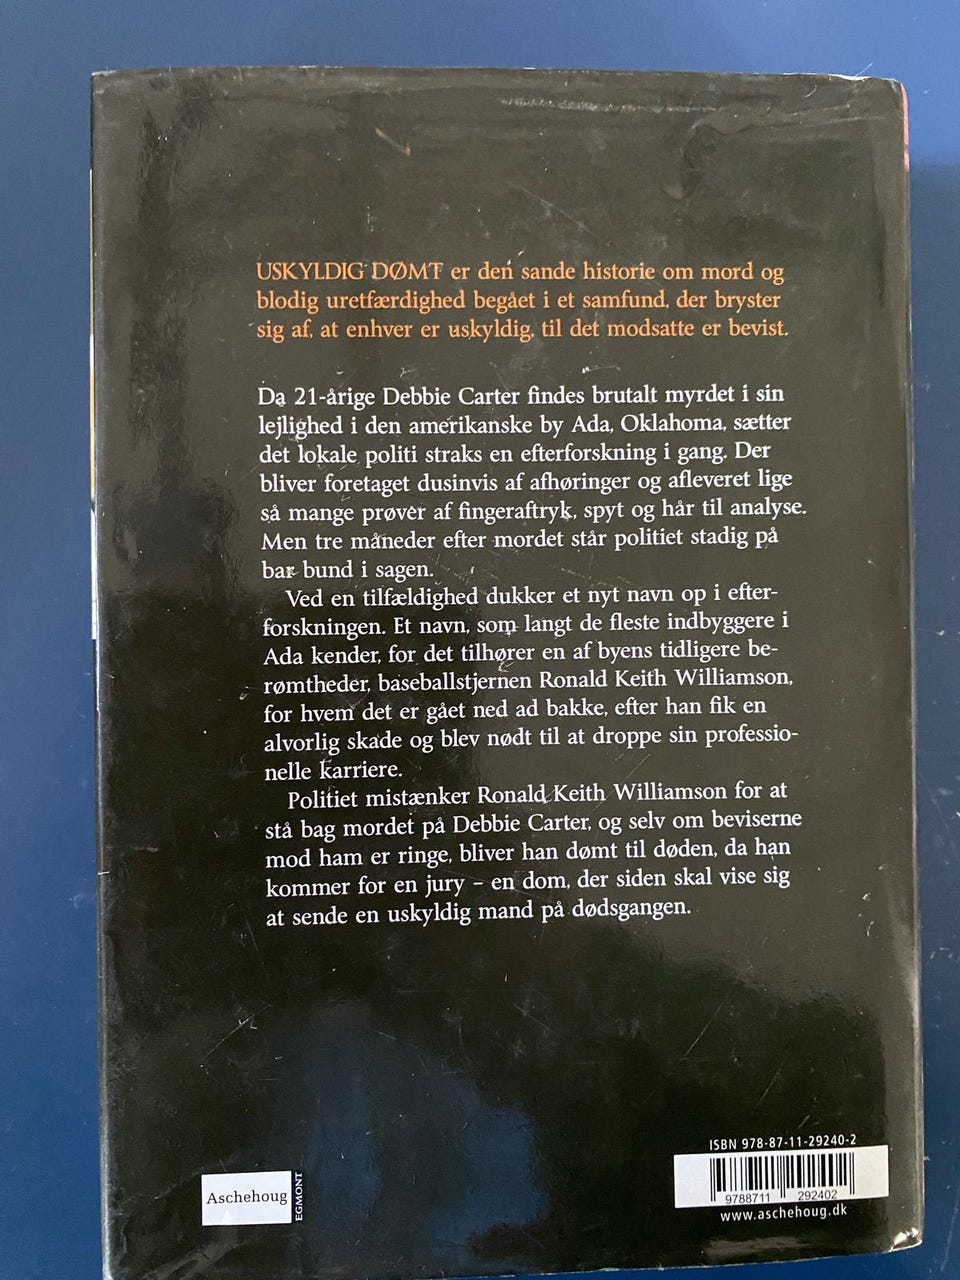 USKYLDIG DØMT er den sande historie om mord og
blodig uretfærdighed begået i et samfund, der bryster
sig af, at enhver er uskyldig, til det modsatte er bevist.
Da 21-årige Debbie Carter findes brutalt myrdet i sin
lejlighed i den amerikanske by Ada, Oklahoma, sætter
det lokale politi straks en efterforskning i gang. Der
bliver foretaget dusinvis af afhøringer og afleveret lige
så mange prøver af fingeraftryk, spyt og hår til analyse.
Men tre måneder efter mordet står politiet stadig på
bar bund i sagen.
Ved en tilfældighed dukker et nyt navn op i efter-
forskningen. Et navn, som langt de fleste indbyggere i
Ada kender, for det tilhører en af byens tidligere be-
rømtheder, baseballstjernen Ronald Keith Williamson,
for hvem det er gået ned ad bakke, efter han fik en
alvorlig skade og blev nødt til at droppe sin professio-
nelle karriere.
Politiet mistænker Ronald Keith Williamson for at
stå bag mordet på Debbie Carter, og selv om beviserne
mod ham er ringe, bliver han dømt til døden, da han
kommer for en jury – en dom, der siden skal vise sig
at sende en uskyldig mand på dødsgangen.
ISBN 978-87-11-29240-2
9788711 292402
www.aschehoug.dk
Aschehoug
EGMONT